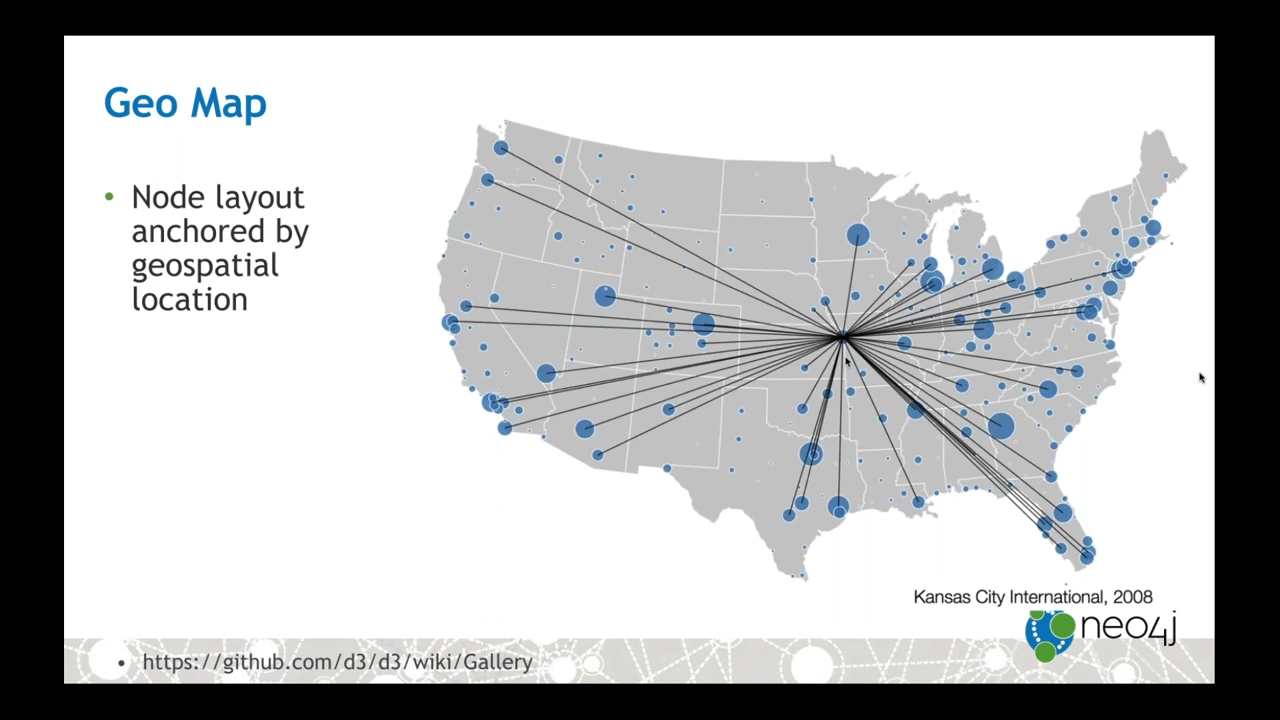 Geo Map
• Node layout
anchored by
geospatial
location
Kansas City International, 2008
neo4j
• https://github.com/d3/d3/wiki/Gallery